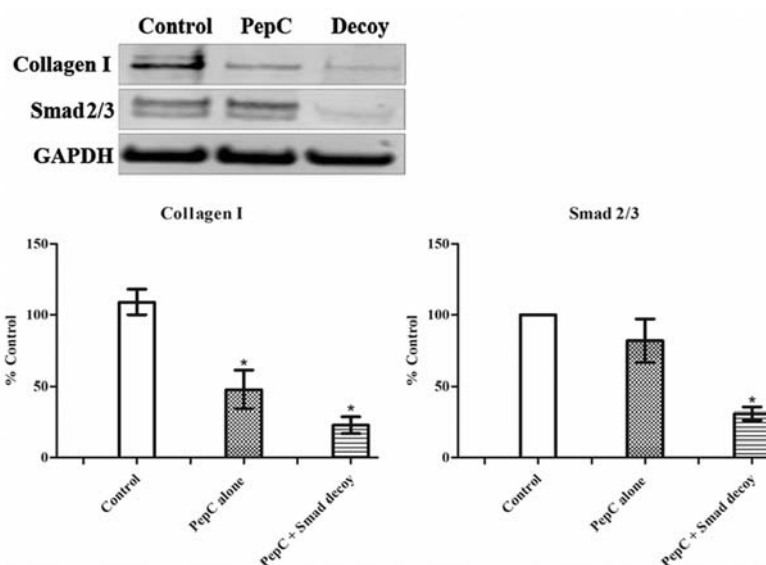 Control PepC Decoy
Collagen I
Smad2/3
GAPDH
Collagen I
150
100
50
0
% Control
*
*
Control
PepC alone
PepC + Smad decoy
Smad 2/3
150
100
50
0
% Control
*
Control
PepC alone
PepC + Smad decoy